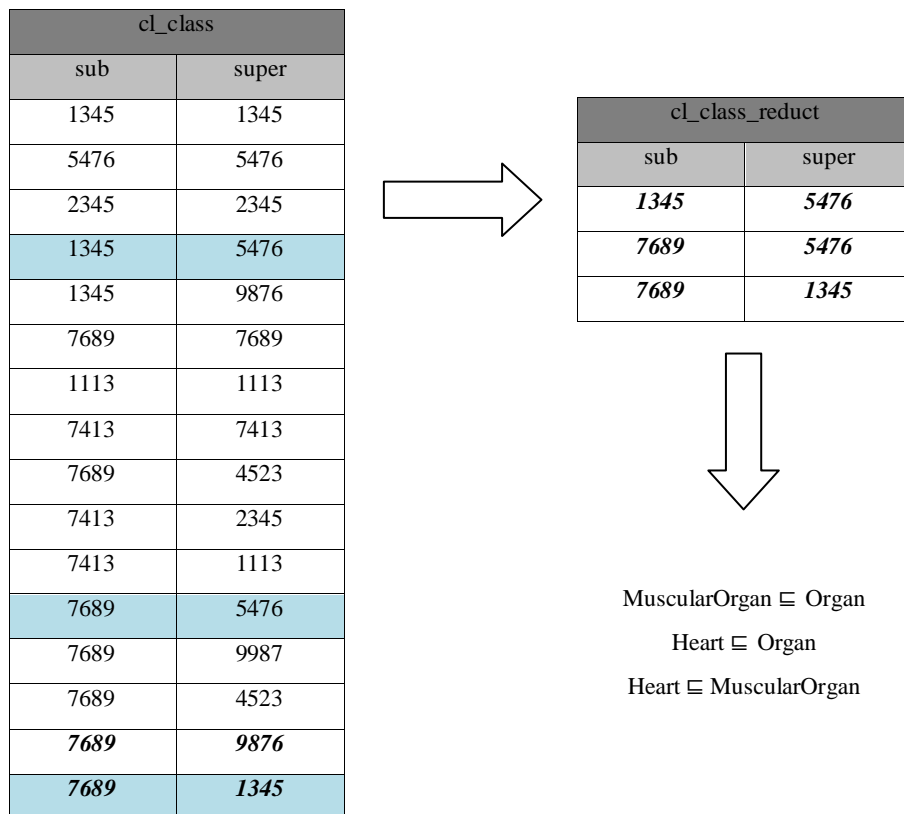 cl_class
sub super
1345 1345
5476 5476
2345 2345
1345 5476
1345 9876
7689 7689
1113 1113
7413 7413
7689 4523
7413 2345
7413 1113
7689 5476
7689 9987
7689 4523
7689 9876
7689 1345
cl_class_reduct
sub super
1345 5476
7689 5476
7689 1345
MuscularOrgan ⊑ Organ
Heart ⊑ Organ
Heart ⊑ MuscularOrgan